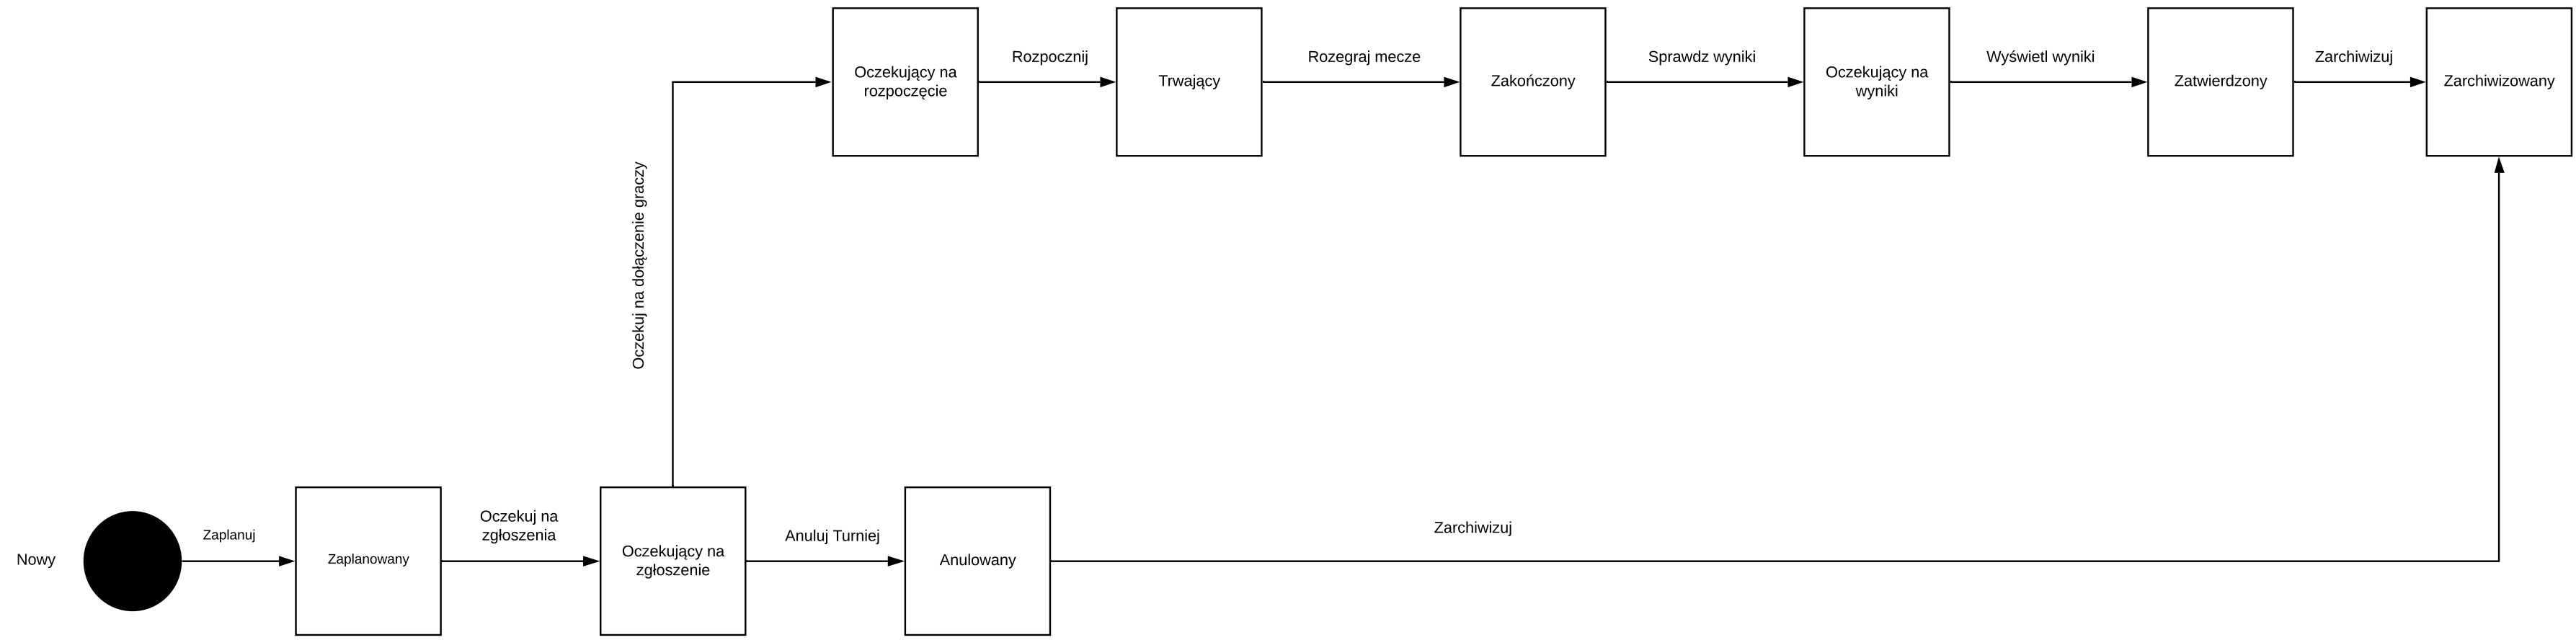 Rozpocznij
Rozegraj mecze
Sprawdz wyniki
Wyświetl wyniki
Zarchiwizuj
Oczekujący na
rozpoczęcie
Trwający
Zakończony
Oczekujący na
wyniki
Zatwierdzony
Zarchiwizowany
Oczekuj na dołączenie graczy
Nowy
Zaplanuj
Zaplanowany
Oczekuj na
zgłoszenia
Oczekujący na
zgłoszenie
Anuluj Turniej
Anulowany
Zarchiwizuj